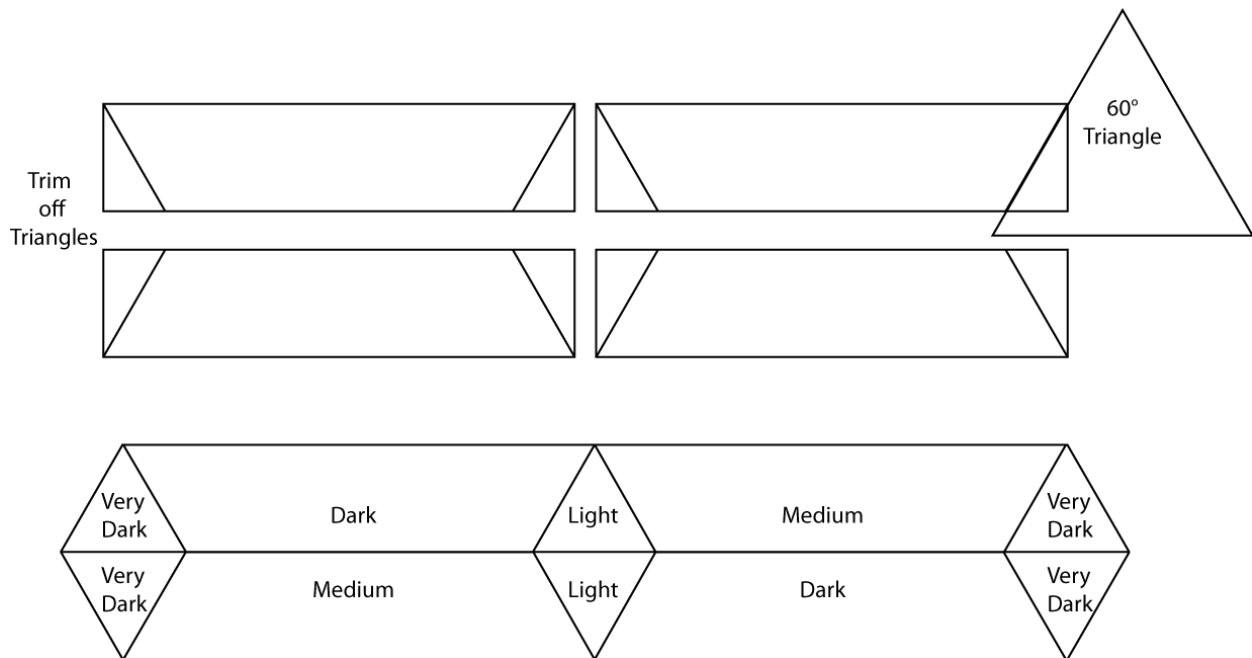 60°
Triangle
Trim
off
Triangles
Very
Dark
Dark
Light
Medium
Very
Dark
Very
Dark
Medium
Light
Dark
Very
Dark